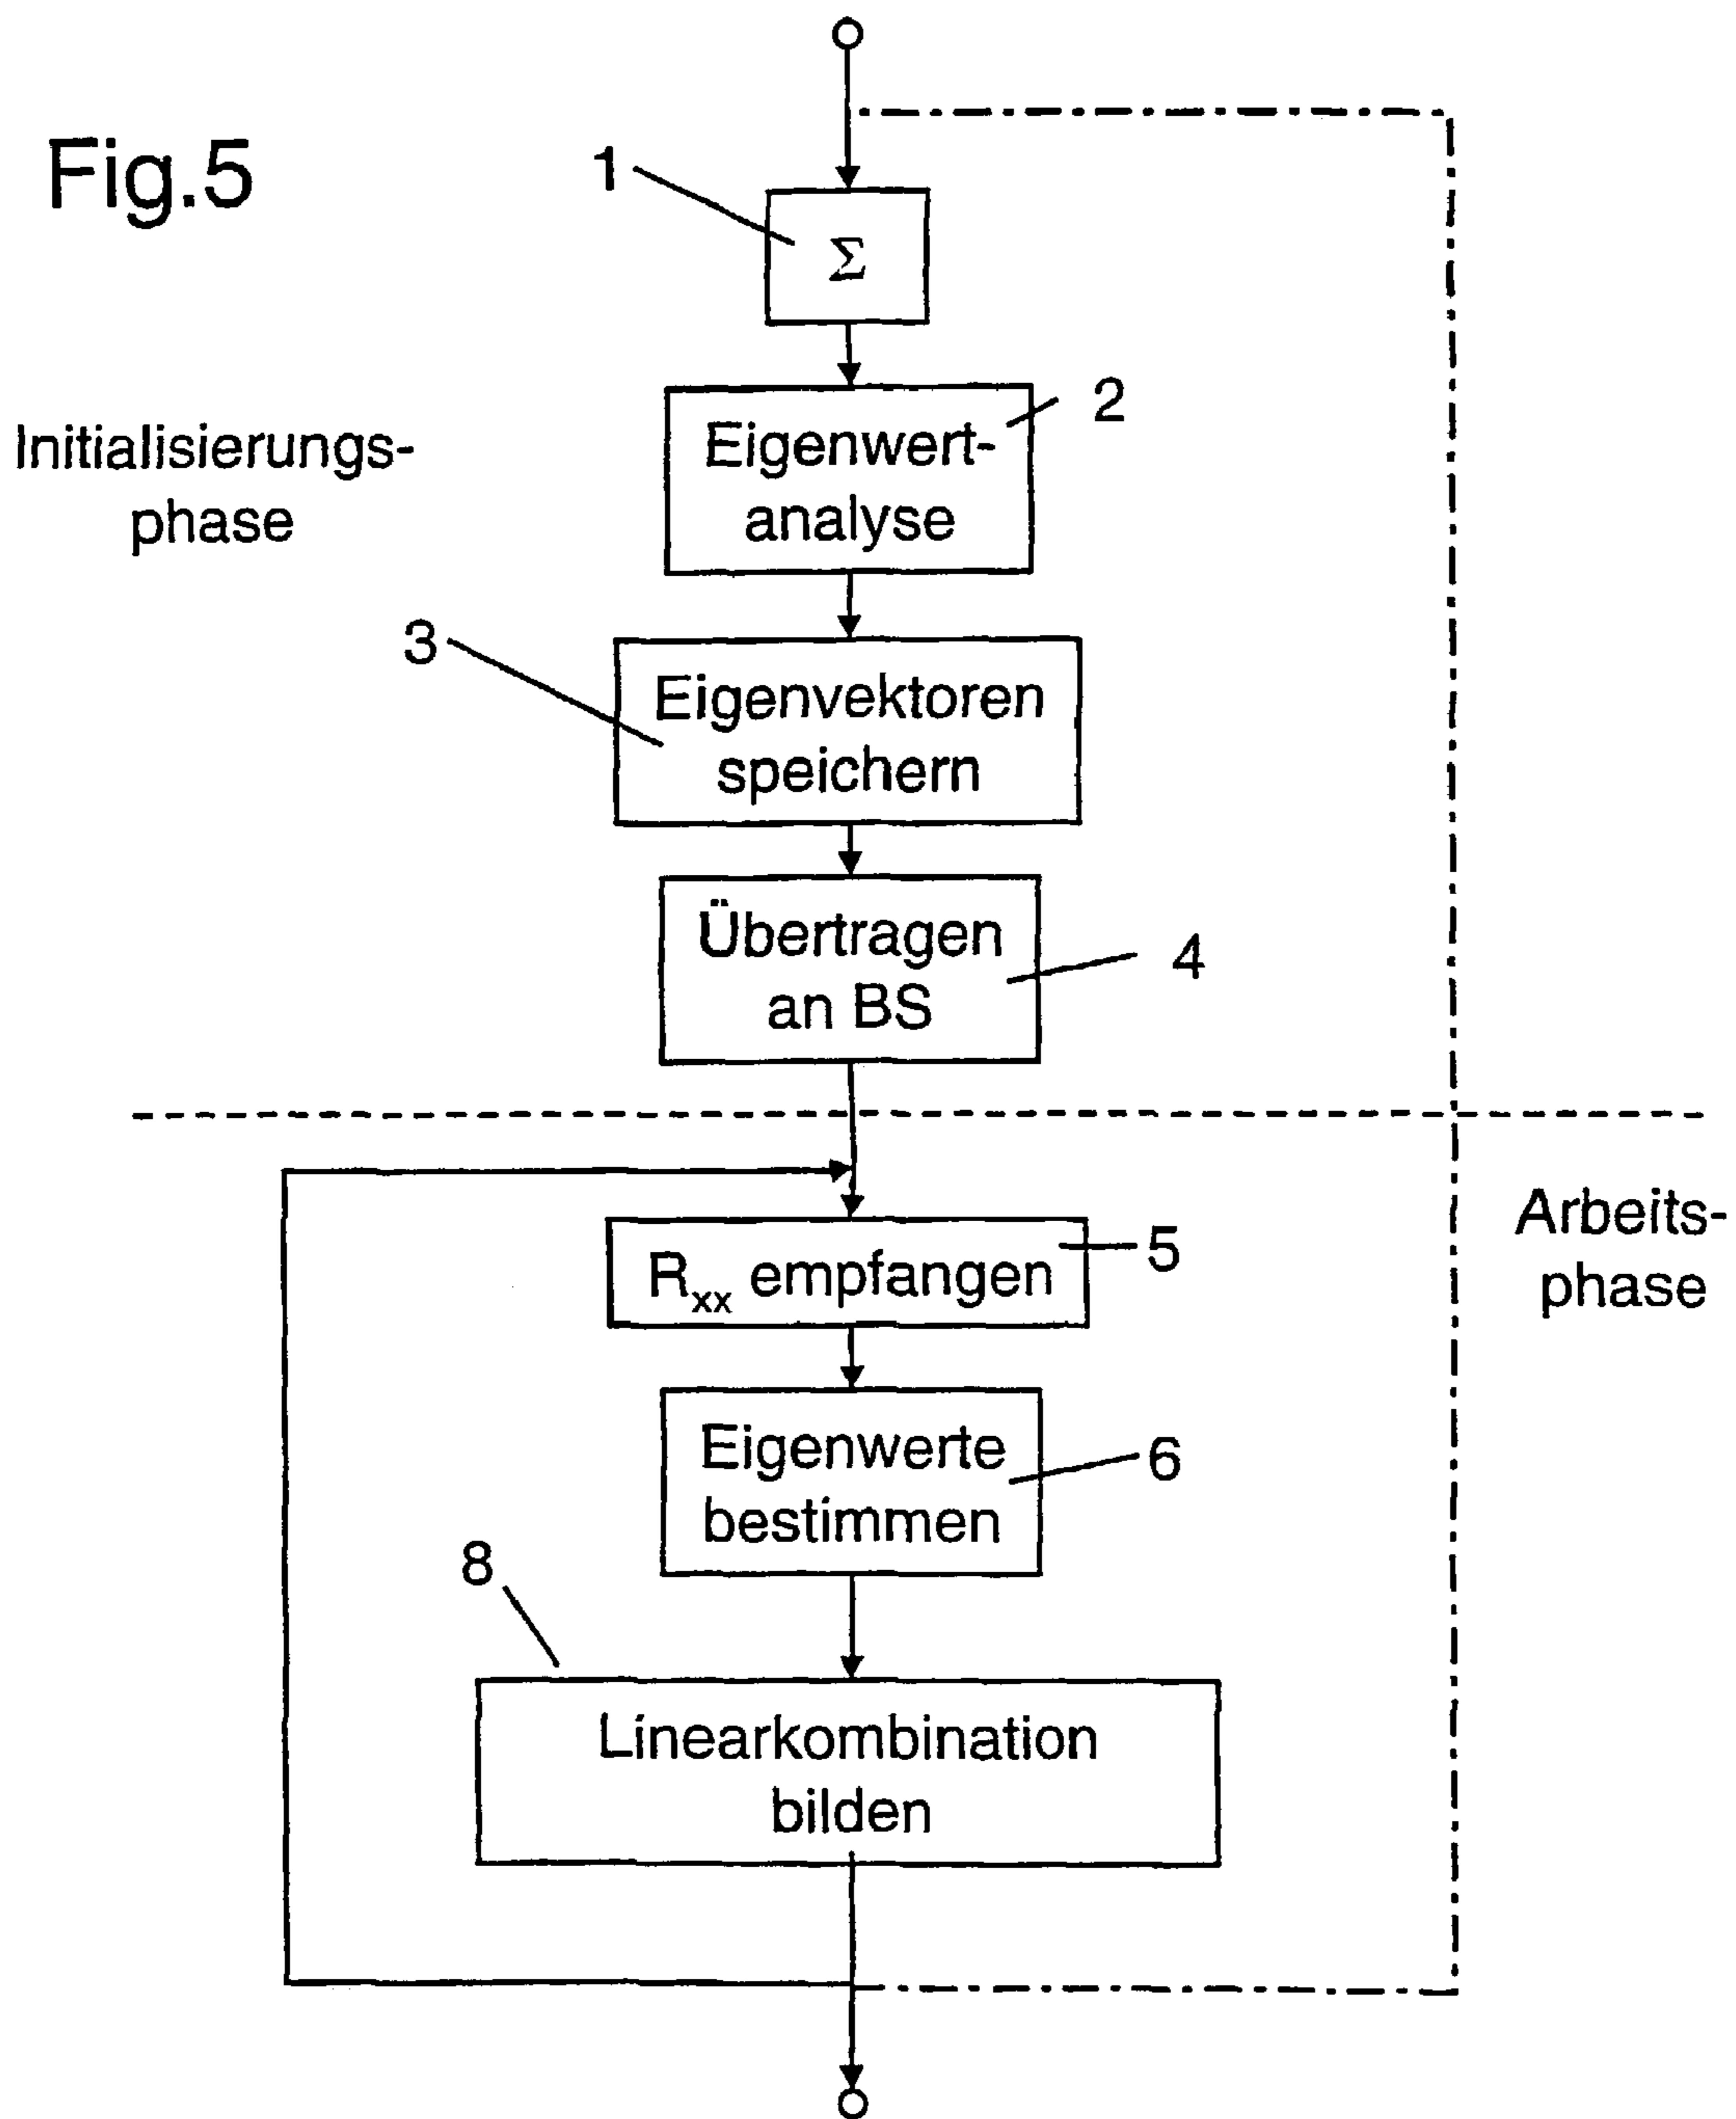 Fig.5
1
Σ
Initialisierungs-
phase
2
Eigenwert-
analyse
3
Eigenvektoren
speichern
Übertragen
an BS
4
Arbeits-
phase
5
Rxx empfangen
Eigenwerte
bestimmen
6
8
Linearkombination
bilden